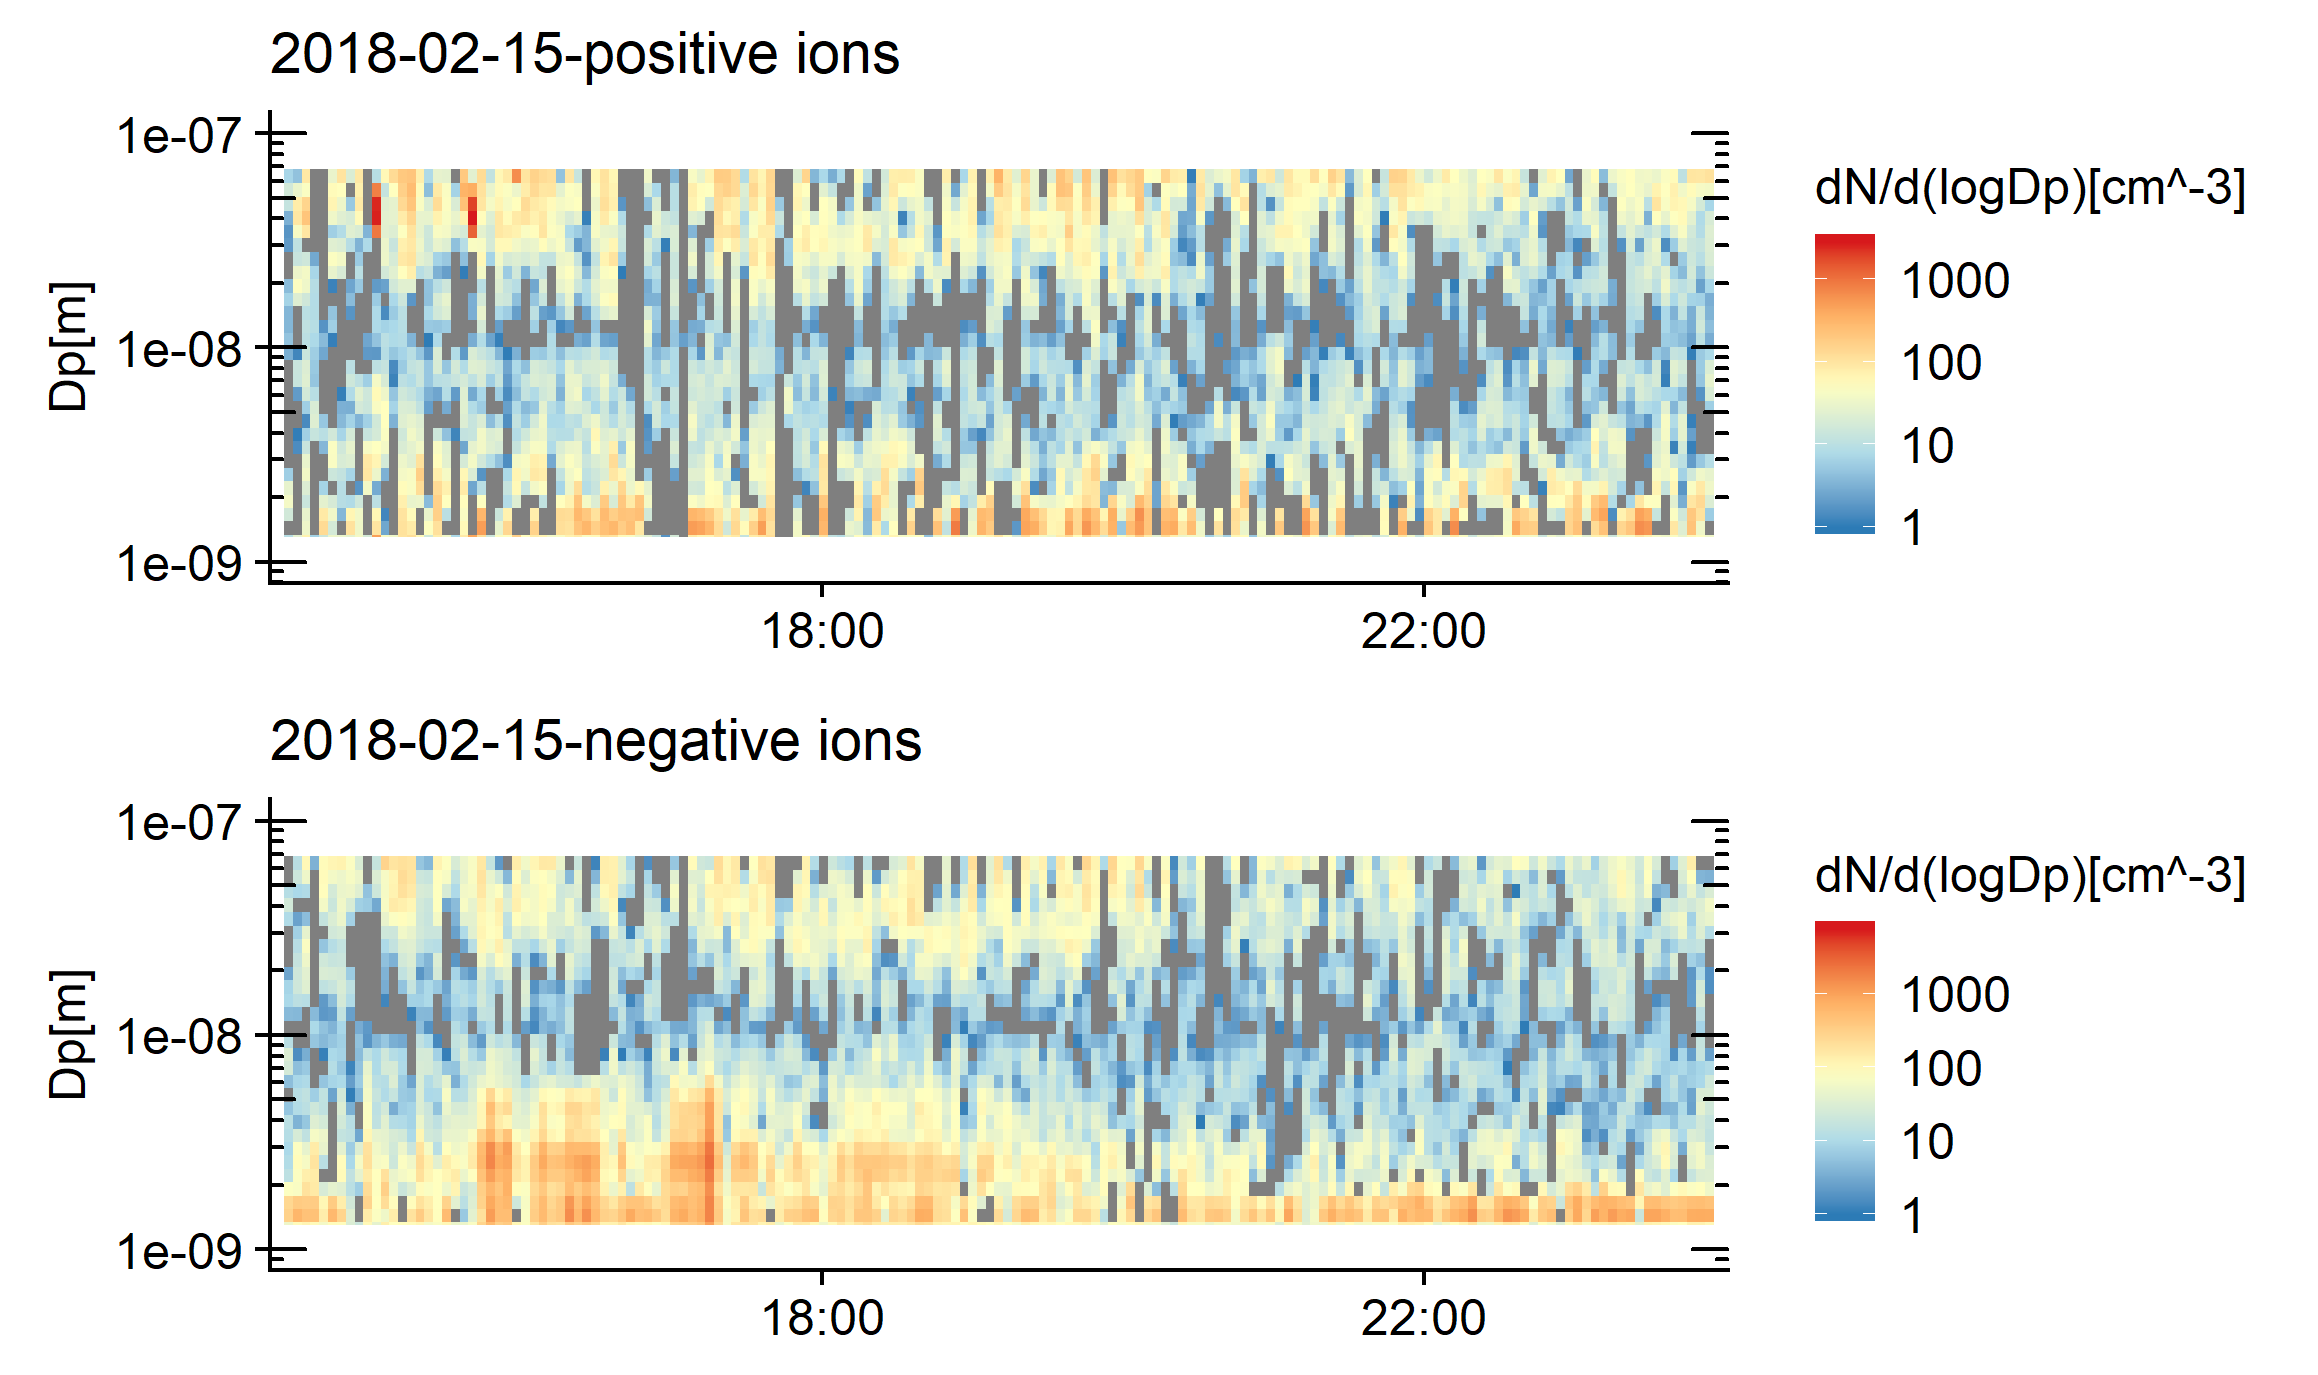 2018-02-15-positive ions
1e-07
1e-08
1e-09
Dp[m]
18:00
22:00
dN/d(logDp)[cm^-3]
1000
100
10
1
2018-02-15-negative ions
1e-07
1e-08
1e-09
Dp[m]
18:00
22:00
dN/d(logDp)[cm^-3]
1000
100
10
1